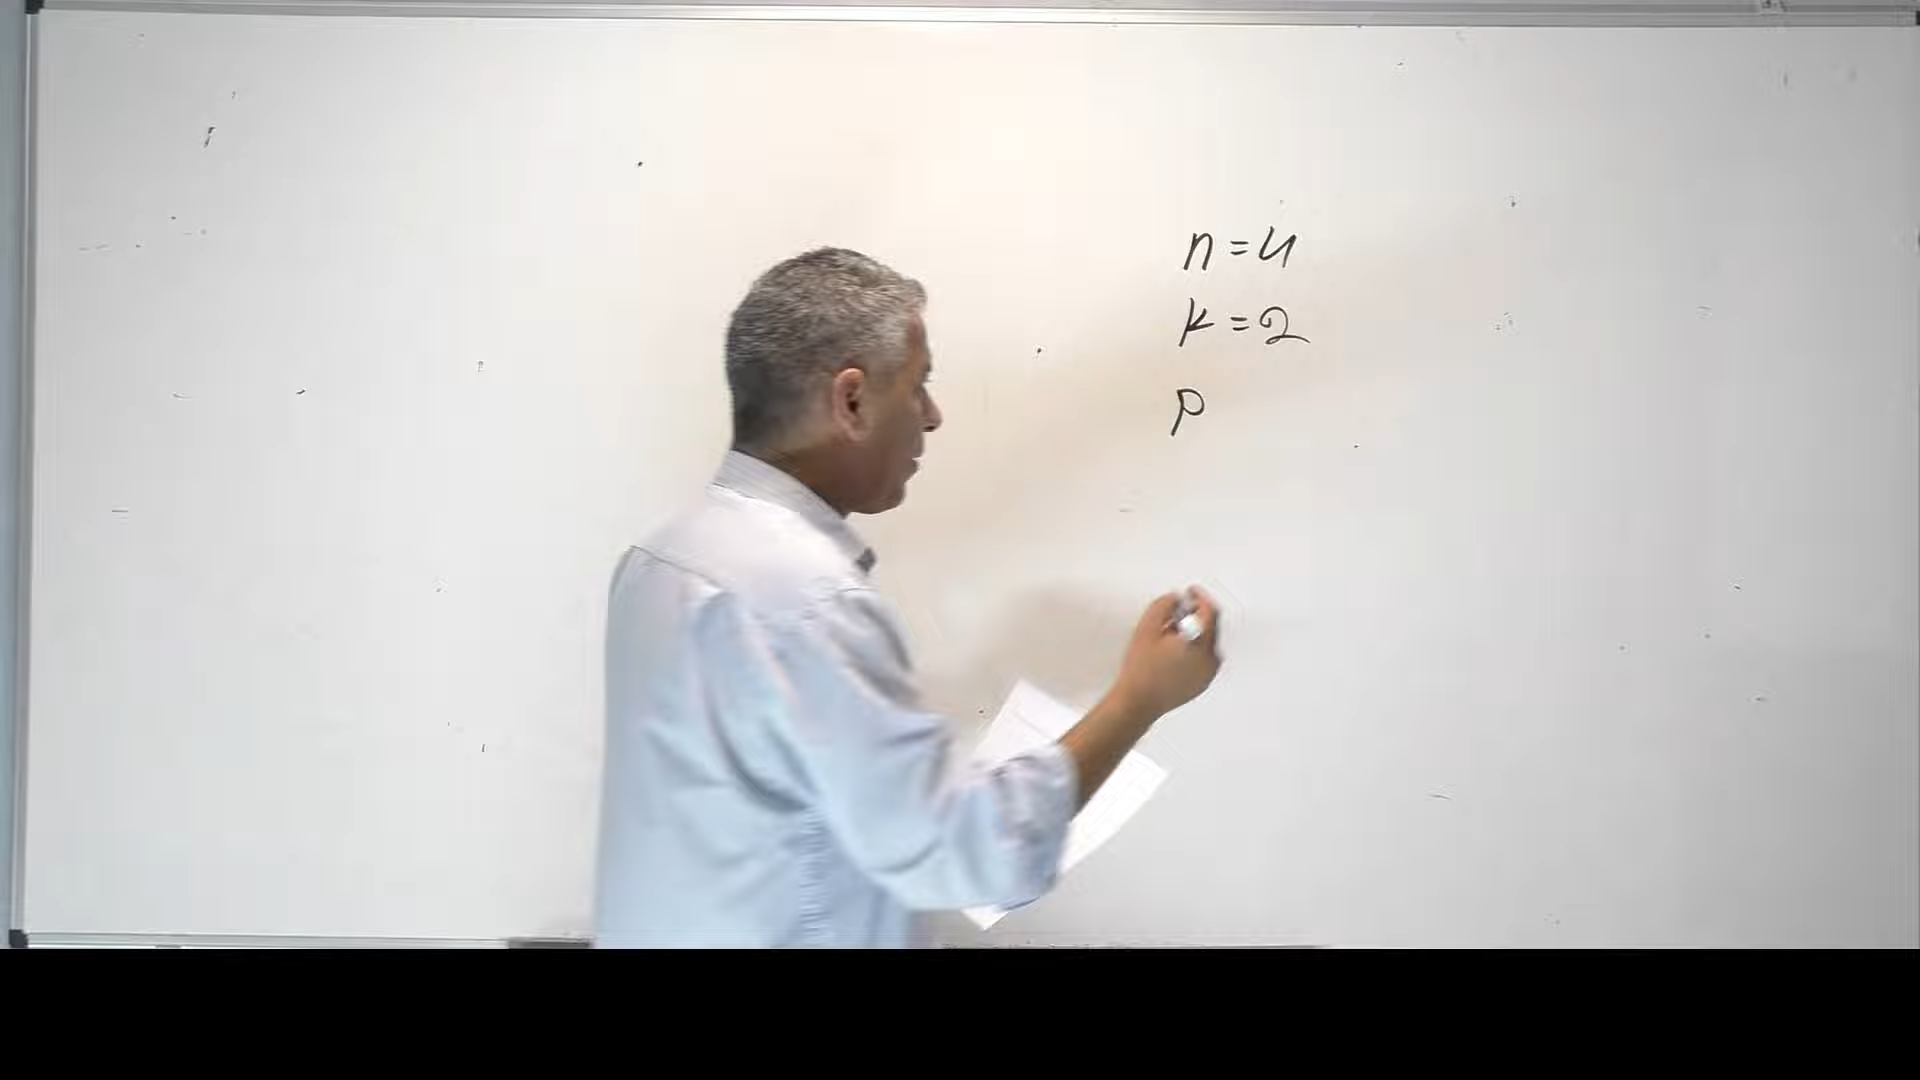 n = 4
k = 2
p